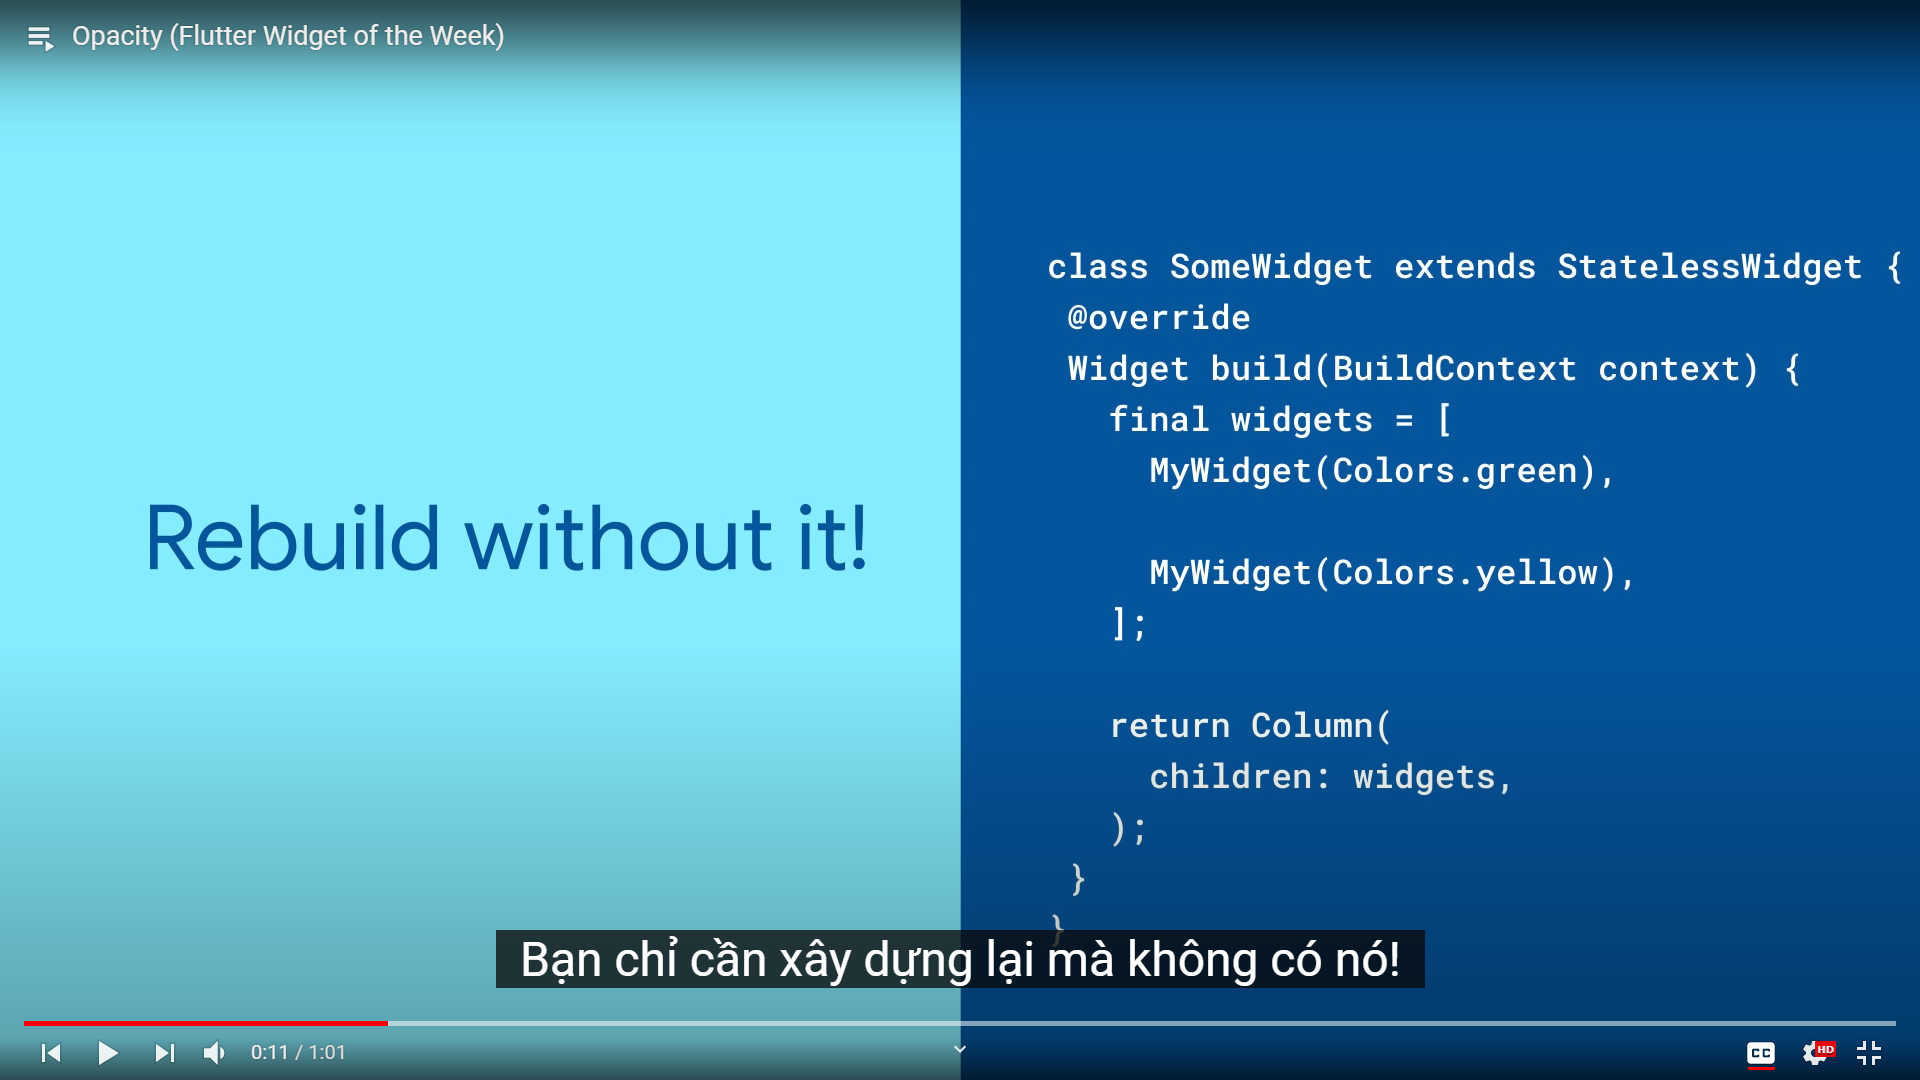 Opacity (Flutter Widget of the Week)
Rebuild without it!
class SomeWidget extends StatelessWidget {
@override
Widget build(BuildContext context) {
final widgets = [
MyWidget(Colors.green),
MyWidget(Colors.yellow),
];
return Column(
children: widgets,
);
}
}
Bạn chỉ cần xây dựng lại mà không có nó!
0:11 / 1:01
CC
HD